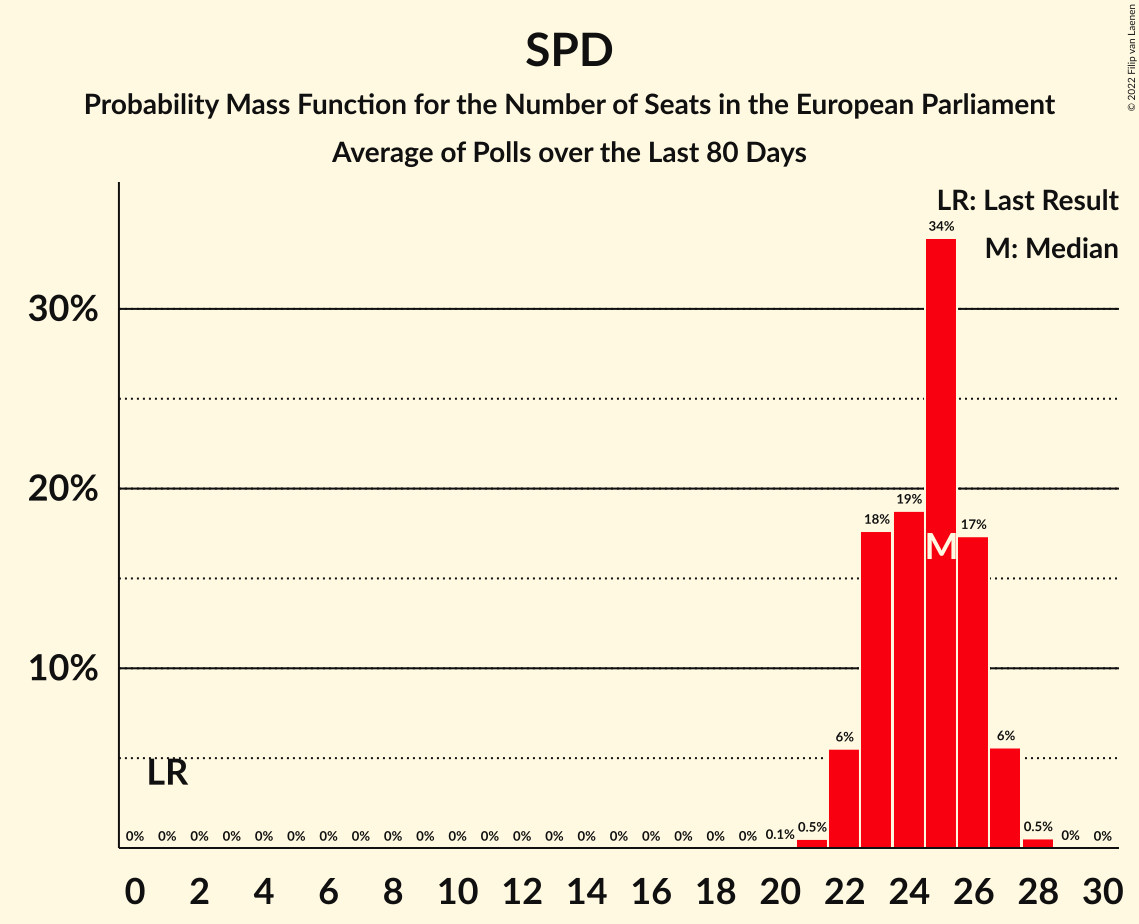 SPD
Probability Mass Function for the Number of Seats in the European Parliament
Average of Polls over the Last 80 Days
© 2022 Filip van Laenen
LR: Last Result
M: Median
30%
20%
10%
34%
19%
18%
17%
M
6%
6%
LR
0% 0% 0% 0% 0% 0% 0% 0% 0% 0% 0% 0% 0% 0% 0% 0% 0% 0% 0% 0% 0.1% 0.5% 0.5% 0% 0%
0 2 4 6 8 10 12 14 16 18 20 22 24 26 28 30